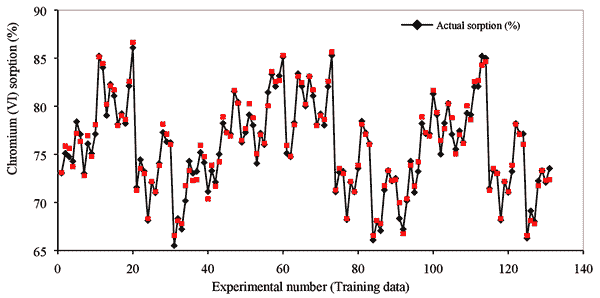 90
85
80
75
70
65
Chromium (VI) sorption (%)
Actual sorption (%)
0 20 40 60 80 100 120 140
Experimental number (Training data)